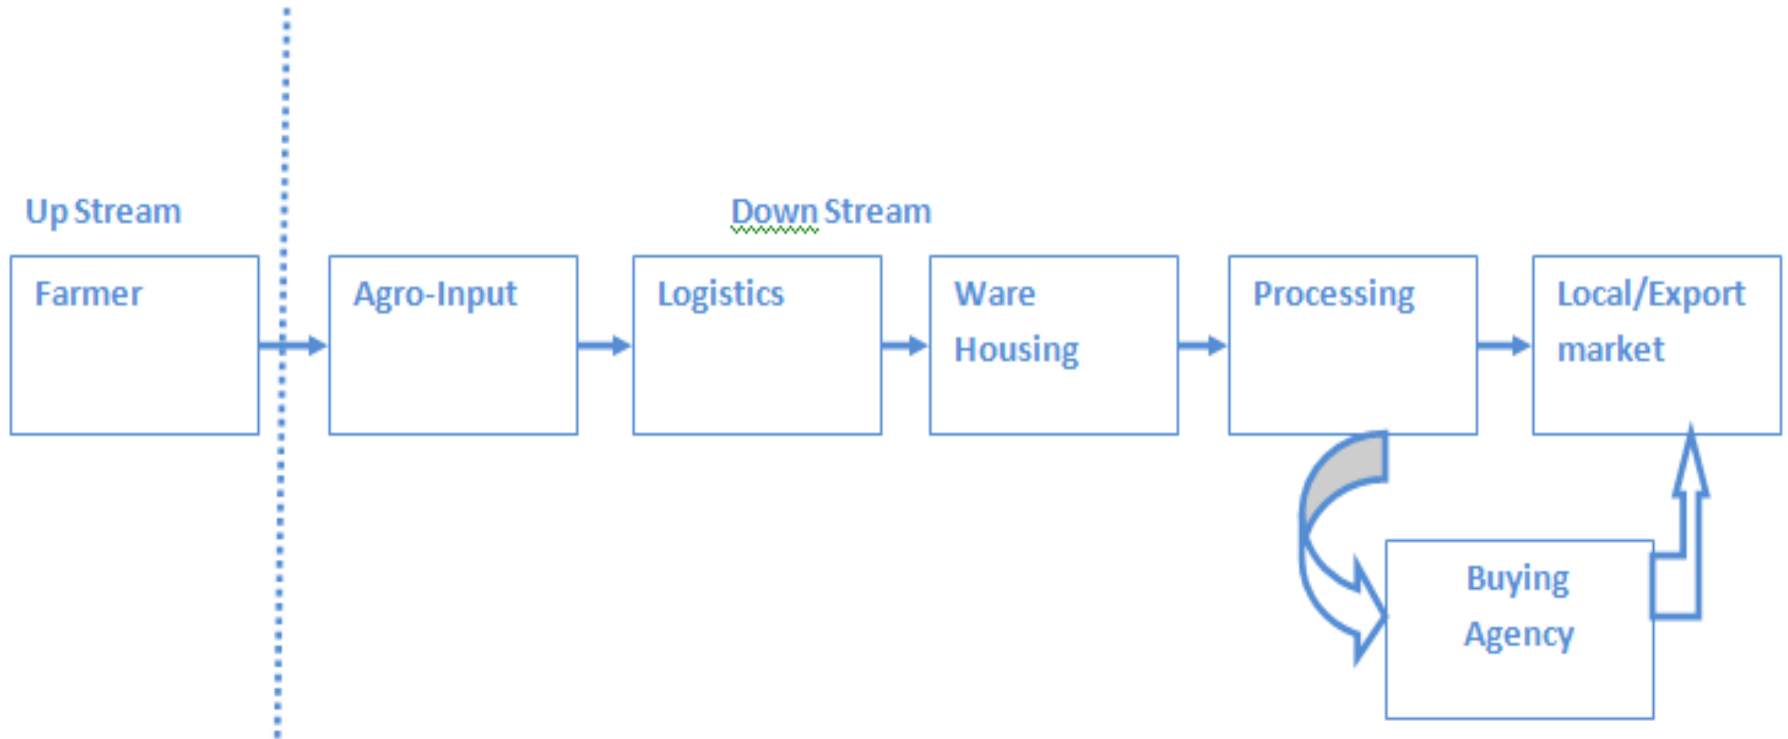 Up Stream
Down Stream
Farmer
Agro-Input
Logistics
Ware
Housing
Processing
Local/Export
market
Buying
Agency